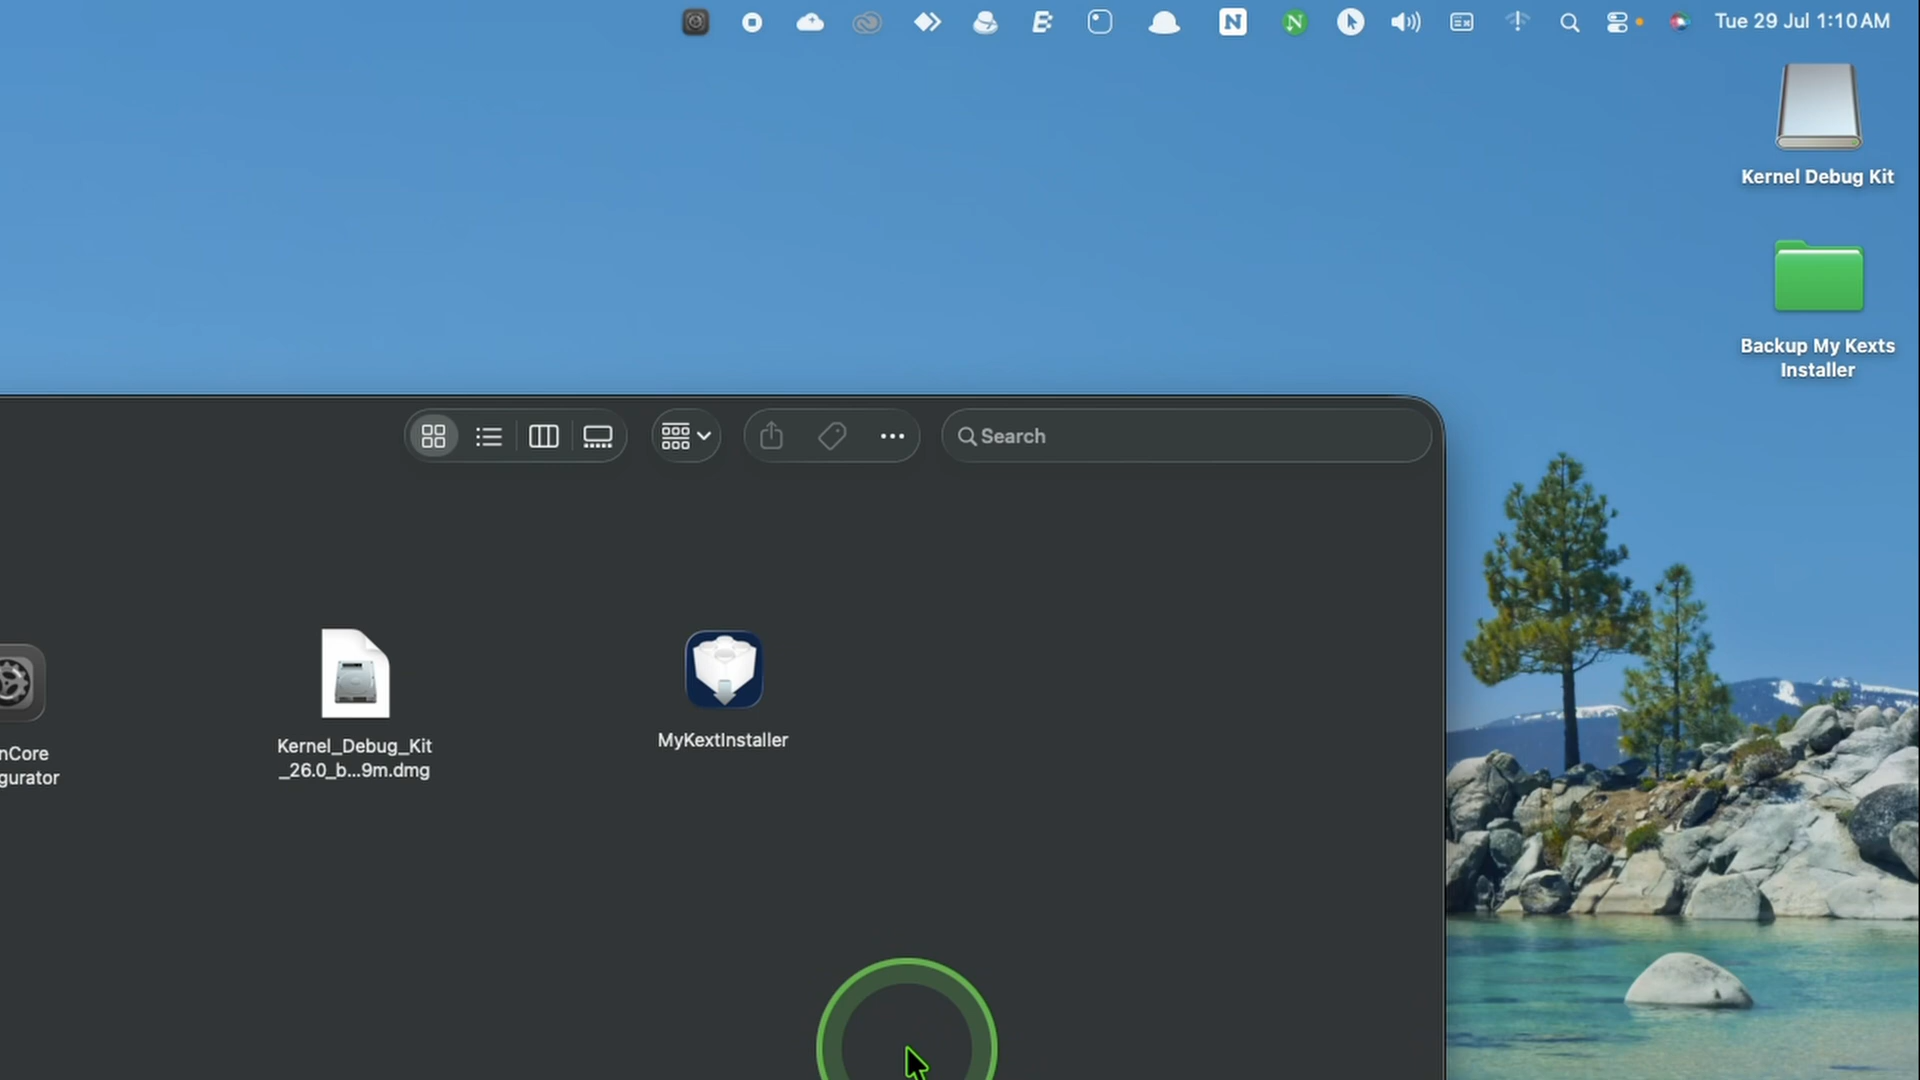 Tue 29 Jul 1:10 AM
Kernel Debug Kit
Backup My Kexts
Installer
Search
nCore
gurator
Kernel_Debug_Kit
_26.0_b...9m.dmg
MyKextInstaller